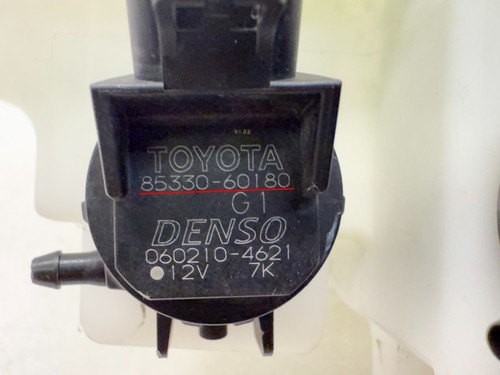 TOYOTA
85330-60180
G1
DENSO
060210-4621
12V 7K